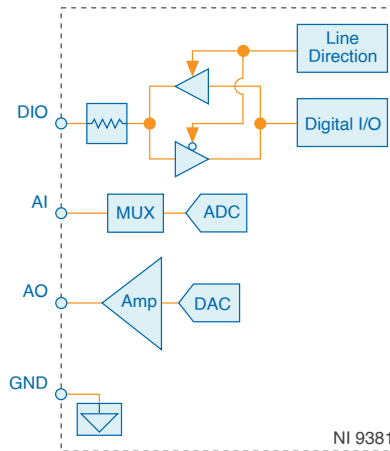 Line
Direction
DIO
Digital I/O
AI
MUX
ADC
AO
Amp
DAC
GND
NI 9381